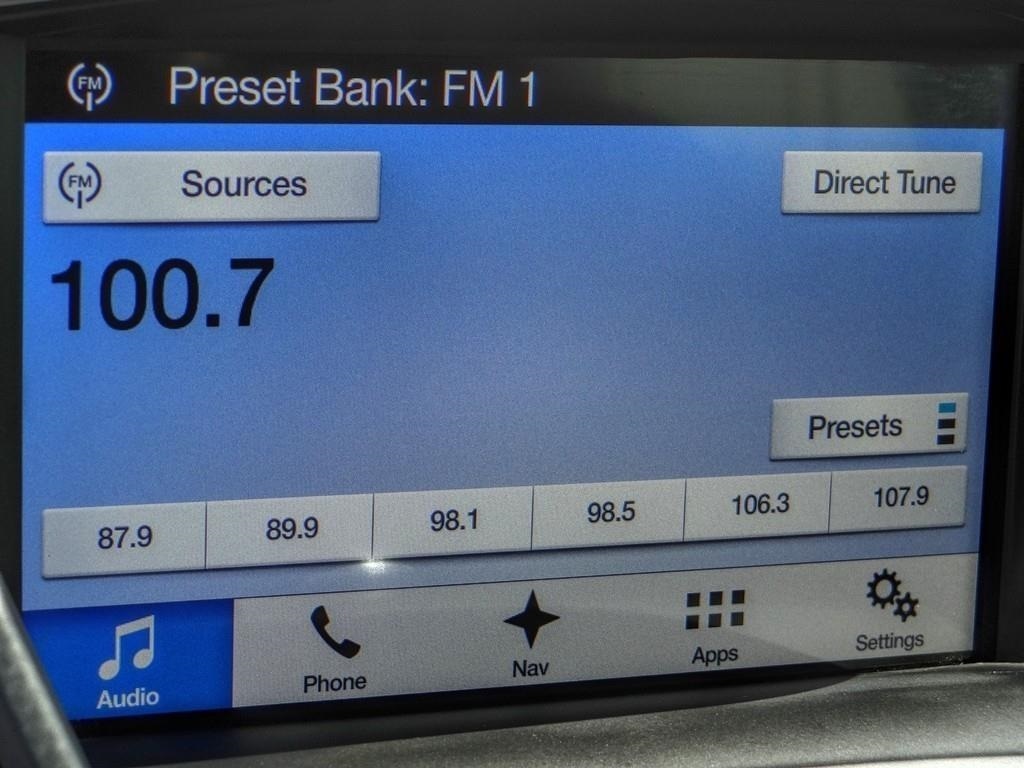 FM Preset Bank: FM 1
FM Sources
Direct Tune
100.7
Presets
87.9 89.9 98.1 98.5 106.3 107.9
Audio Phone Nav Apps Settings